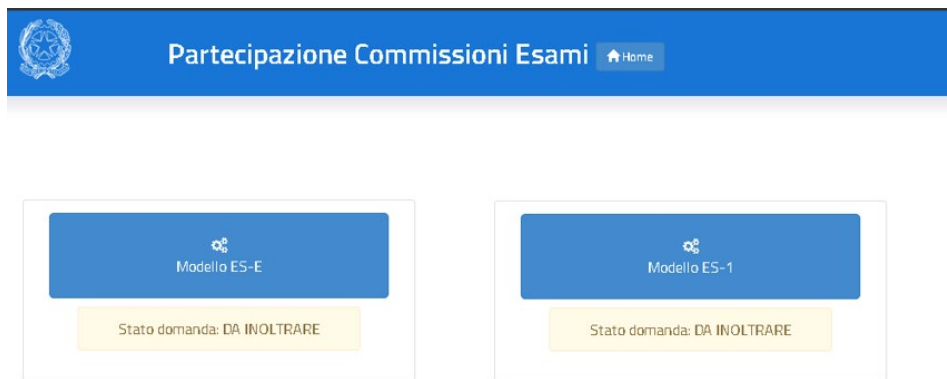 Partecipazione Commissioni Esami Home
Modello ES-E
Stato domanda: DA INOLTRARE
Modello ES-1
Stato domanda: DA INOLTRARE